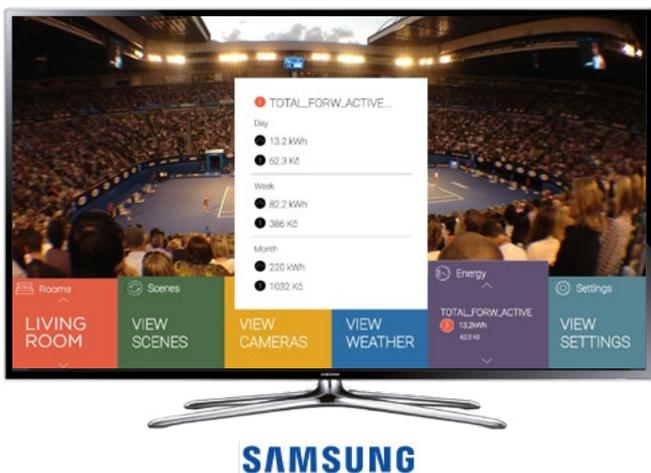 TOTAL_FORW_ACTIVE...
Day
13.2 kWh
62.3 Kč
Week
82.2 kWh
386 Kč
Month
220 kWh
1032 Kč
Rooms
LIVING
ROOM
Scenes
VIEW
SCENES
VIEW
CAMERAS
VIEW
WEATHER
Energy
TOTAL_FORW_ACTIVE
13.2kWh
62.3 Kč
Settings
VIEW
SETTINGS
SAMSUNG
SAMSUNG